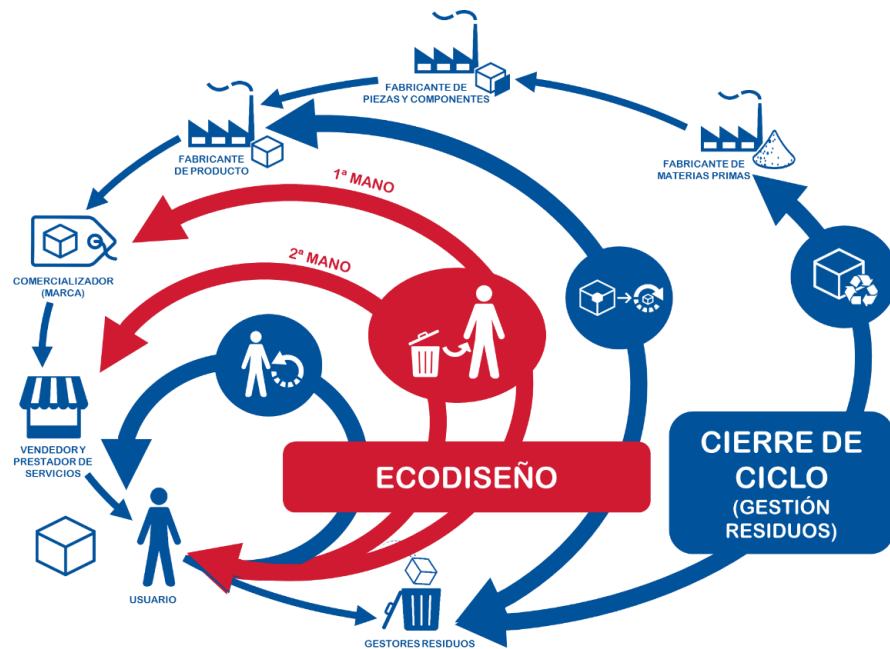 FABRICANTE DE
PIEZAS Y COMPONENTES
FABRICANTE
DE PRODUCTO
FABRICANTE DE
MATERIAS PRIMAS
1ª MANO
2ª MANO
COMERCIALIZADOR
(MARCA)
VENDEDOR Y
PRESTADOR DE
SERVICIOS
ECODISEÑO
CIERRE DE
CICLO
(GESTIÓN
RESIDUOS)
USUARIO
GESTORES RESIDUOS